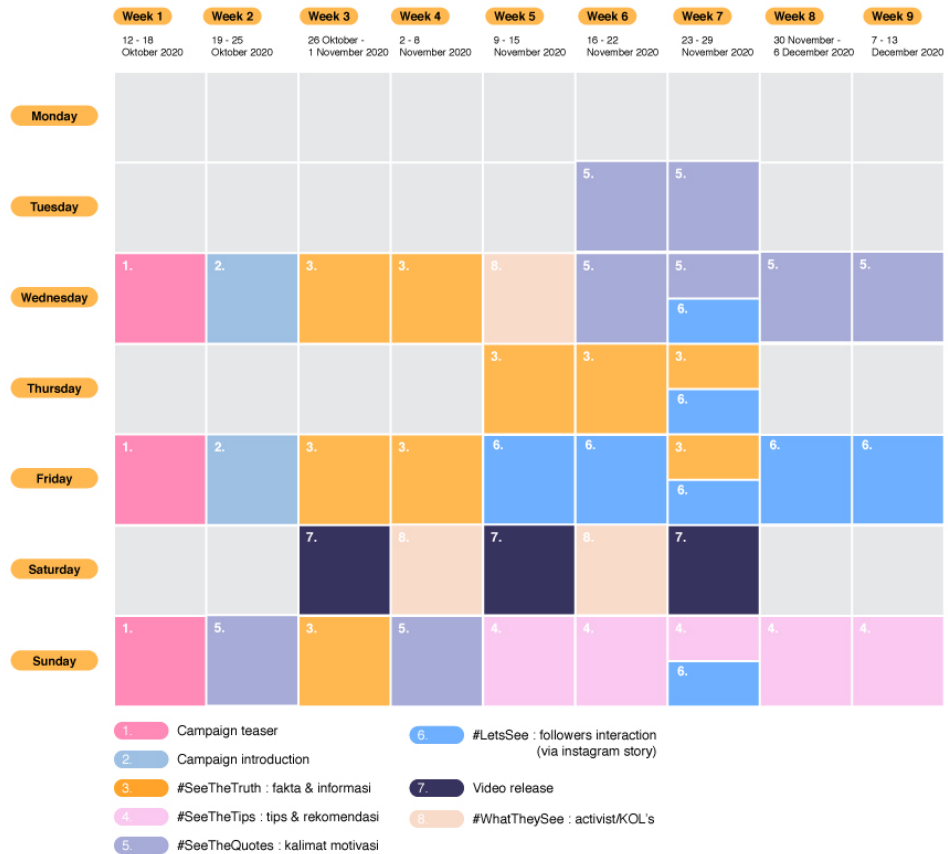 Week 1 Week 2 Week 3 Week 4 Week 5 Week 6 Week 7 Week 8 Week 9
12 - 18 19 - 25 26 Oktober - 2 - 8 9 - 15 16 - 22 23 - 29 30 November - 7 - 13
Oktober 2020 Oktober 2020 1 November 2020 November 2020 November 2020 November 2020 November 2020 6 December 2020 December 2020
Monday
Tuesday
5. 5.
Wednesday
1. 2. 3. 3. 8. 5. 5. 5. 5.
6.
Thursday
3. 3. 3.
6.
Friday
1. 2. 3. 3. 6. 6. 3. 6. 6.
6.
Saturday
7. 8. 7. 8. 7.
Sunday
1. 5. 3. 5. 4. 4. 4. 4. 4.
6.
1. Campaign teaser
2. Campaign introduction
3. #SeeTheTruth : fakta & informasi
4. #SeeTheTips : tips & rekomendasi
5. #SeeTheQuotes : kalimat motivasi
6. #LetsSee : followers interaction
(via instagram story)
7. Video release
8. #WhatTheySee : activist/KOL's